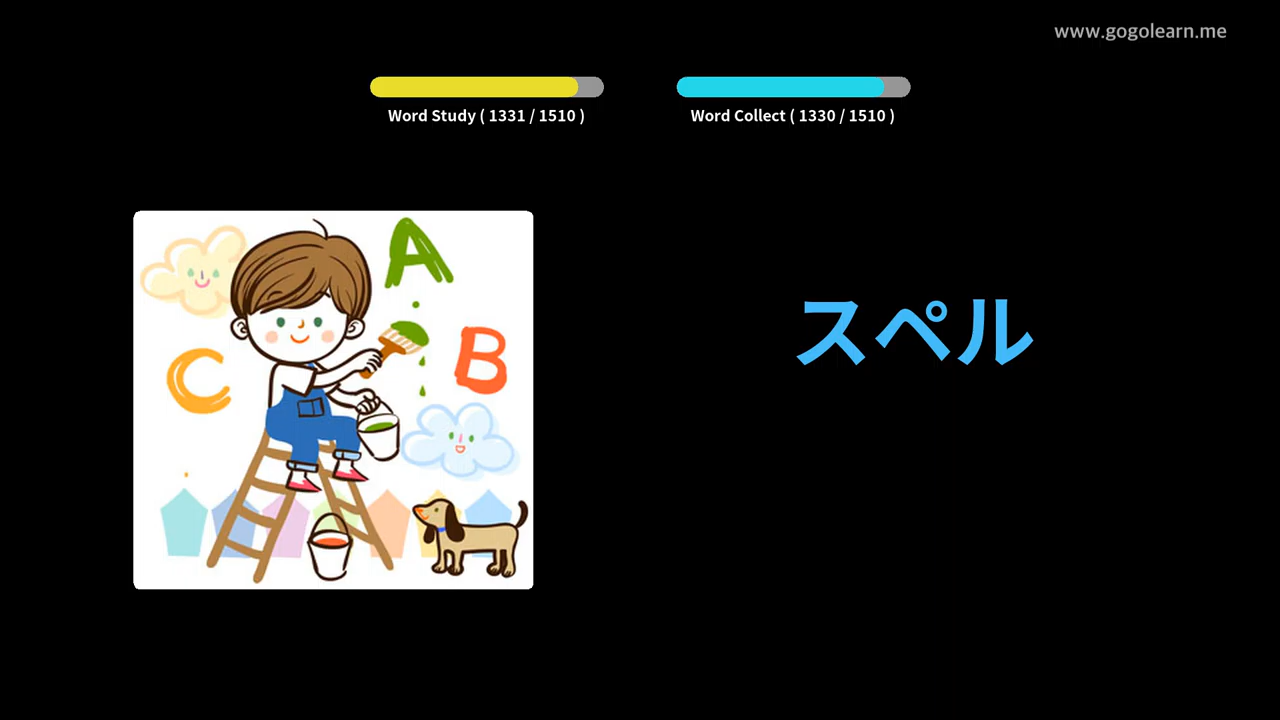 www.gogolearn.me
Word Study ( 1331 / 1510 )
Word Collect ( 1330 / 1510 )
A
B
C
スペル